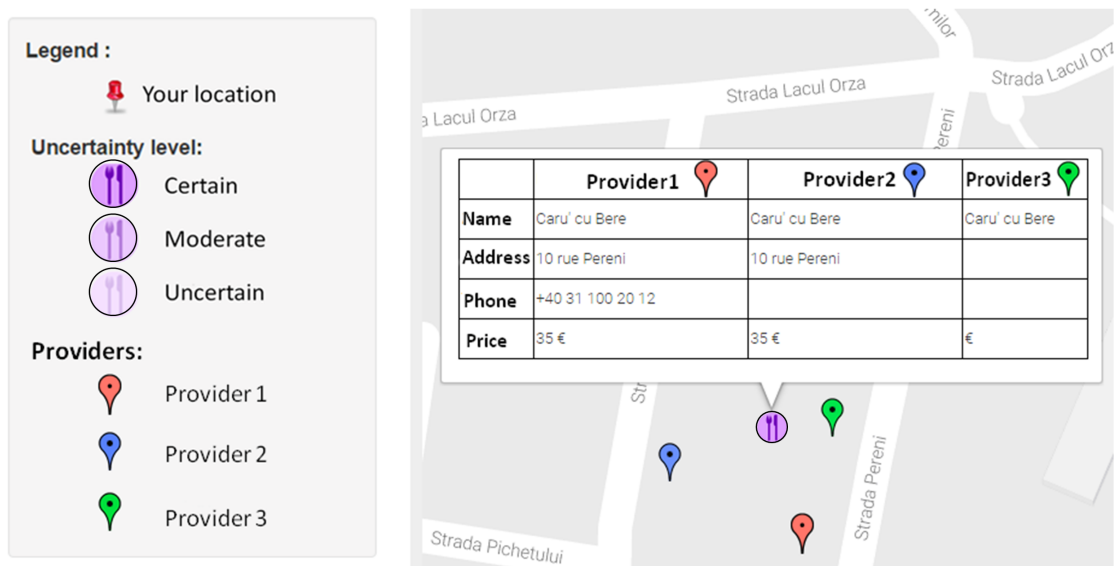 Legend :
Your location
Uncertainty level:
Certain
Moderate
Uncertain
Providers:
Provider 1
Provider 2
Provider 3
Strada Lacul Orza
Strada Lacul
Lacul Orza
Pereni
Provider1 Provider2 Provider3
Name Caru' cu Bere Caru' cu Bere Caru' cu Bere
Address 10 rue Pereni 10 rue Pereni
Phone +40 31 100 20 12
Price 35 € 35 € €
Strada Pereni
Strada Pichetului